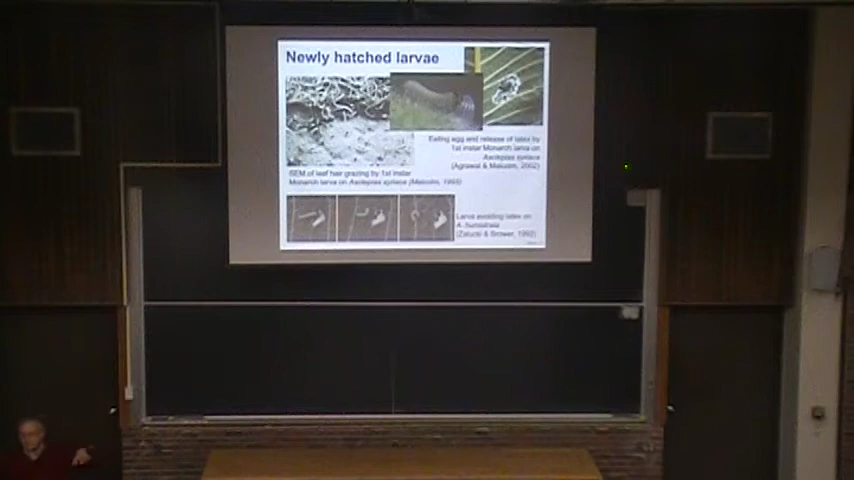 Newly hatched larvae
Eating egg and release of latex by
1st instar Monarch larva on
Asclepias syriaca
(Agrawal & Malcolm, 2002)
SEM of leaf hair grazing by 1st instar
Monarch larva on Asclepias syriaca (Malcolm, 1995)
Larva avoiding latex on
A. humistrata
(Zalucki & Brower, 1992)